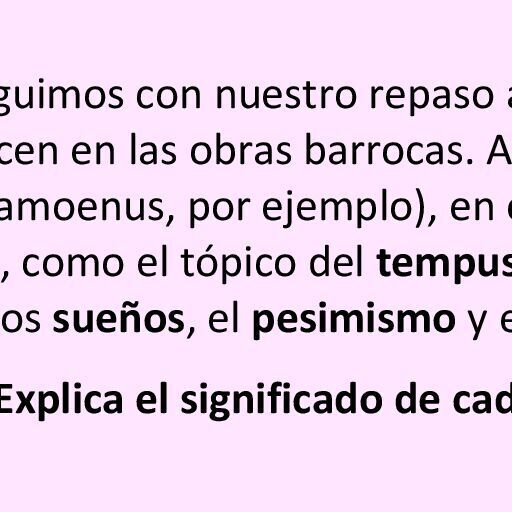 guimos con nuestro repaso a
cen en las obras barrocas. A
amoenus, por ejemplo), en
, como el tópico del tempus
os sueños, el pesimismo y e
Explica el significado de cad